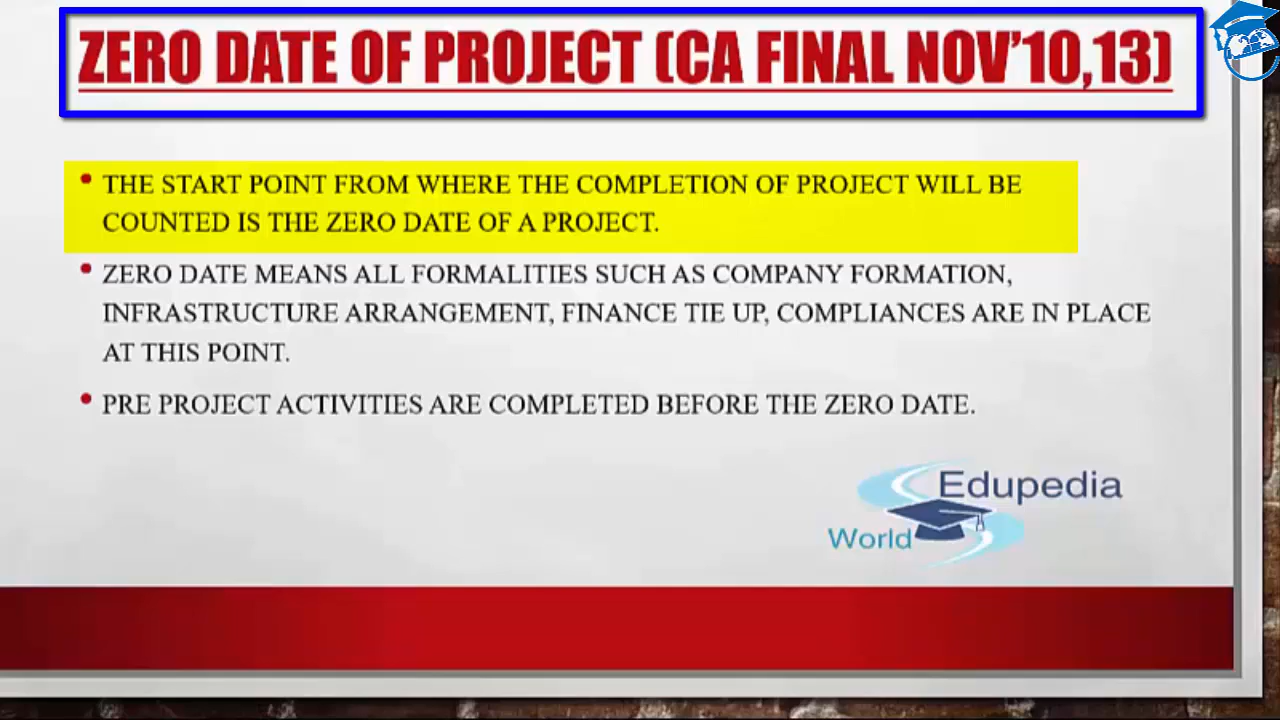 ZERO DATE OF PROJECT (CA FINAL NOV’10,13)
• THE START POINT FROM WHERE THE COMPLETION OF PROJECT WILL BE
COUNTED IS THE ZERO DATE OF A PROJECT.
• ZERO DATE MEANS ALL FORMALITIES SUCH AS COMPANY FORMATION,
INFRASTRUCTURE ARRANGEMENT, FINANCE TIE UP, COMPLIANCES ARE IN PLACE
AT THIS POINT.
• PRE PROJECT ACTIVITIES ARE COMPLETED BEFORE THE ZERO DATE.
Edupedia
World